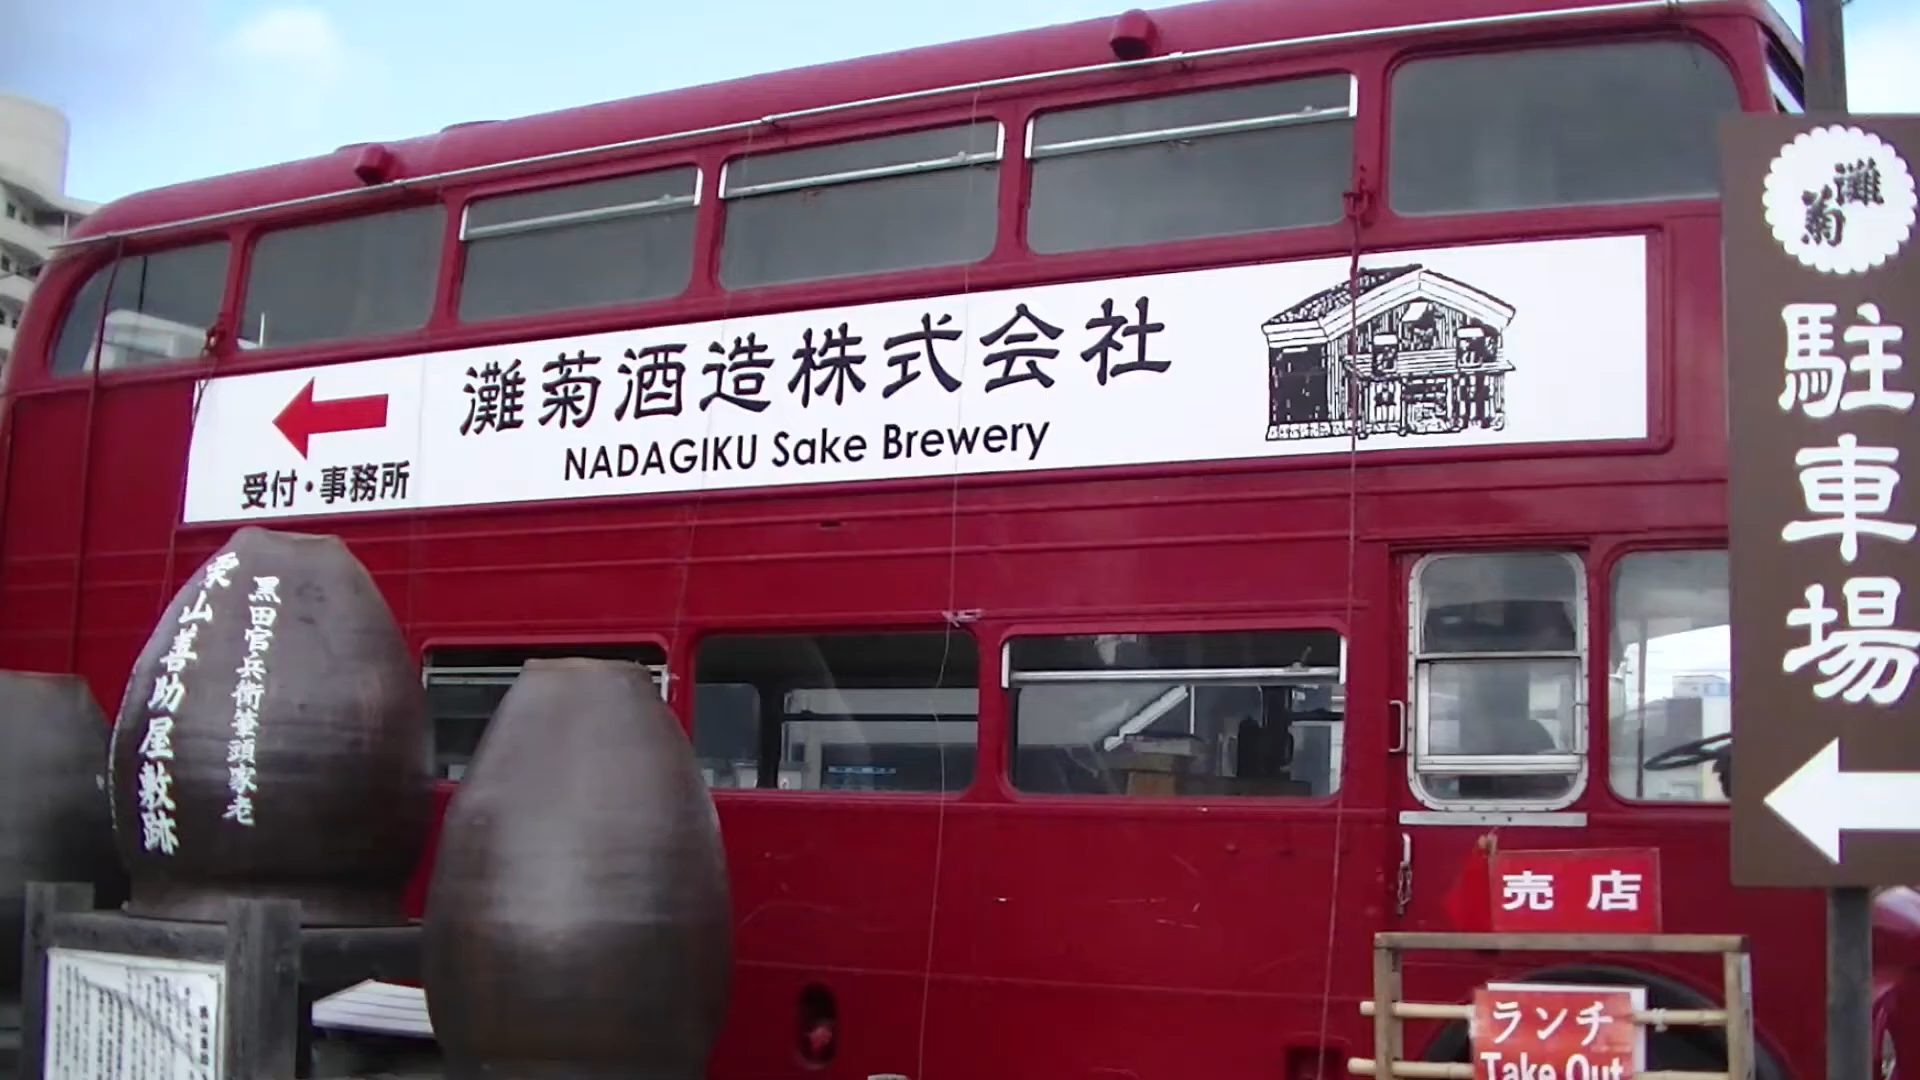 灘菊酒造株式会社
NADAGIKU Sake Brewery
受付・事務所
灘菊
駐車場
黒田官兵衛筆頭家老
栗山善助屋敷跡
売店
ランチ
Take Out